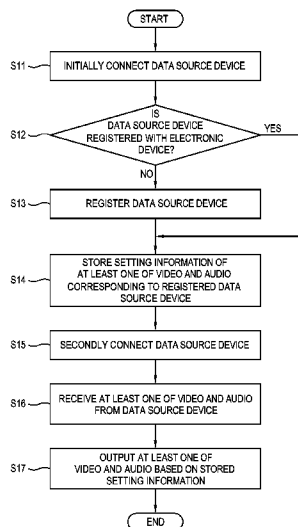 START
S11
INITIALLY CONNECT DATA SOURCE DEVICE
S12
IS
DATA SOURCE DEVICE
REGISTERED WITH ELECTRONIC
DEVICE?
YES
NO
S13
REGISTER DATA SOURCE DEVICE
S14
STORE SETTING INFORMATION OF
AT LEAST ONE OF VIDEO AND AUDIO
CORRESPONDING TO REGISTERED DATA
SOURCE DEVICE
S15
SECONDLY CONNECT DATA SOURCE DEVICE
S16
RECEIVE AT LEAST ONE OF VIDEO AND AUDIO
FROM DATA SOURCE DEVICE
S17
OUTPUT AT LEAST ONE OF
VIDEO AND AUDIO BASED ON STORED
SETTING INFORMATION
END